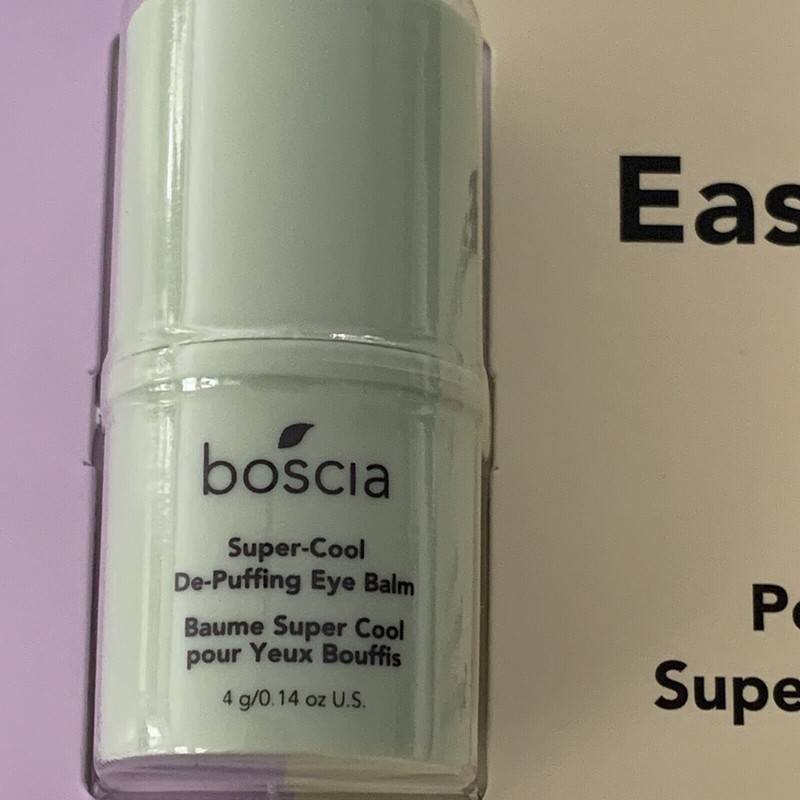 boscia
Super-Cool
De-Puffing Eye Balm
Baume Super Cool
pour Yeux Bouffis
4 g/0.14 oz U.S.
Eas
Supe